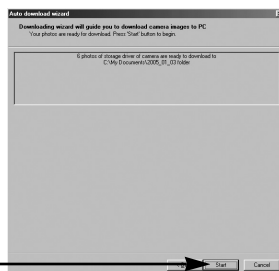 Auto download wizard
Downloading wizard will guide you to download camera images to PC
Your photos are ready for download. Press 'Start' button to begin.
6 photos of storage driver of camera are ready to download to
C:\My Documents\2005_01_03 folder
Start
Cancel